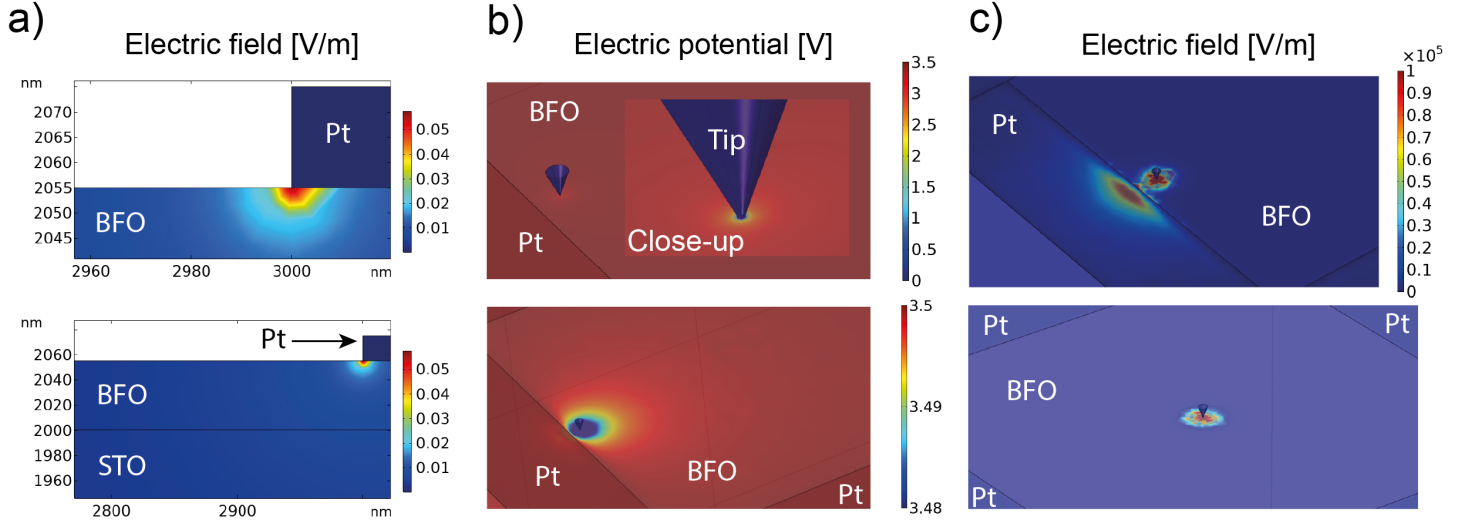 a)
Electric field [V/m]
nm
2070
2065
2060
2055
2050
2045
2960
2980
3000
nm
Pt
BFO
0.05
0.04
0.03
0.02
0.01
nm
2060
2040
2020
2000
1980
1960
2800
2900
nm
Pt
BFO
STO
0.05
0.04
0.03
0.02
0.01
b)
Electric potential [V]
BFO
Tip
Pt
Close-up
3.5
3
2.5
2
1.5
1
0.5
0
Pt
BFO
Pt
3.5
3.49
3.48
c)
Electric field [V/m]
×10⁵
Pt
BFO
1
0.9
0.8
0.7
0.6
0.5
0.4
0.3
0.2
0.1
0
Pt
Pt
BFO
Pt